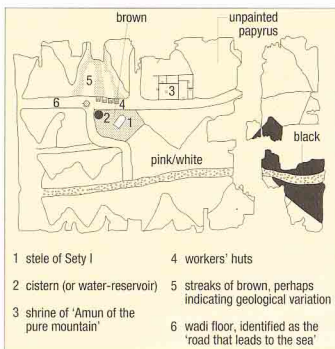 brown
unpainted
papyrus
5
6
4
3
2
1
black
pink/white
1 stele of Sety I
2 cistern (or water-reservoir)
3 shrine of 'Amun of the
pure mountain'
4 workers' huts
5 streaks of brown, perhaps
indicating geological variation
6 wadi floor, identified as the
'road that leads to the sea'